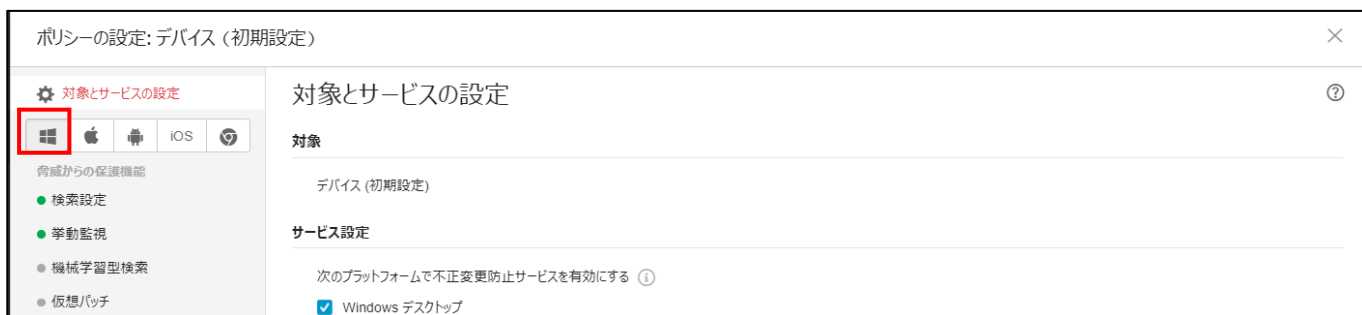 ポリシーの設定: デバイス (初期設定)
対象とサービスの設定
iOS
脅威からの保護機能
検索設定
挙動監視
機械学習型検索
仮想パッチ
対象とサービスの設定
対象
デバイス (初期設定)
サービス設定
次のプラットフォームで不正変更防止サービスを有効にする
Windows デスクトップ